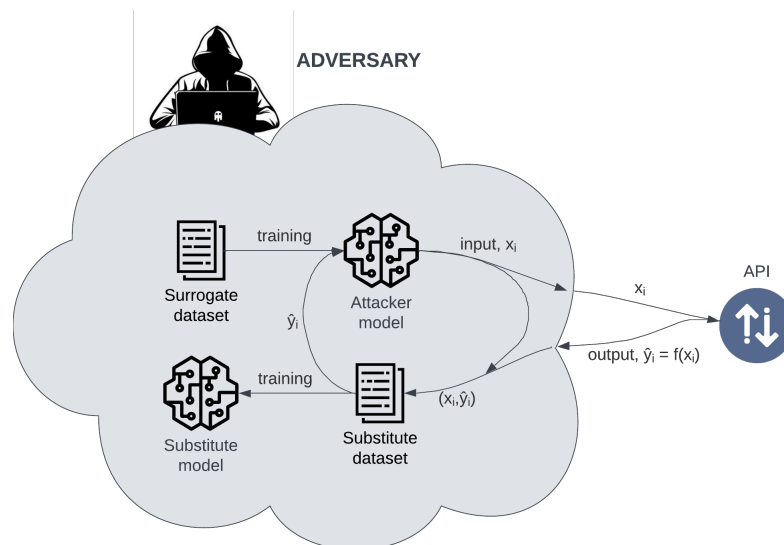 ADVERSARY
training
input, xᵢ
Surrogate
dataset
Attacker
model
API
xᵢ
ŷᵢ
output, ŷᵢ = f(xᵢ)
training
(xᵢ,ŷᵢ)
Substitute
model
Substitute
dataset